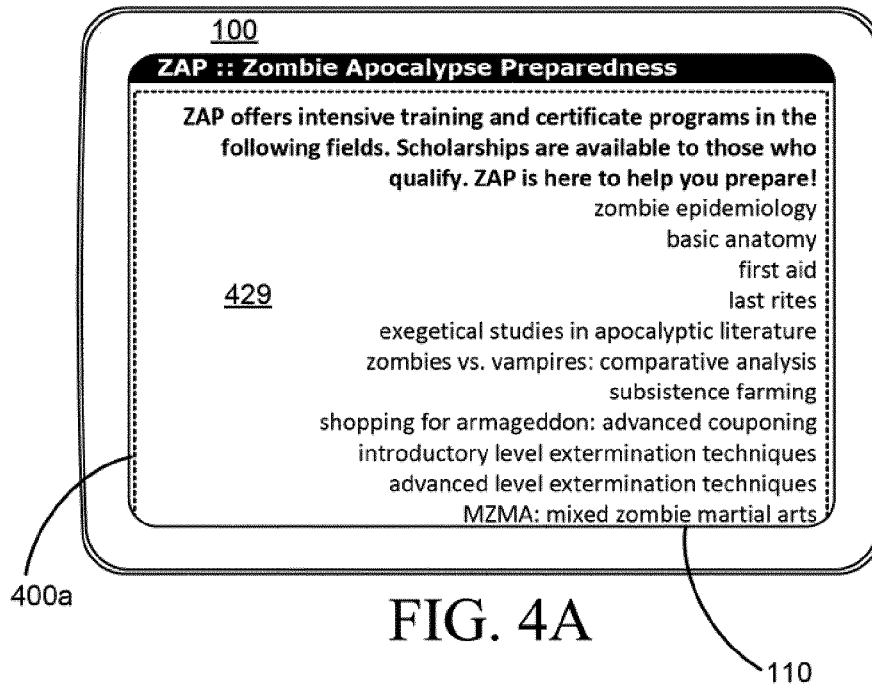 100
ZAP :: Zombie Apocalypse Preparedness
ZAP offers intensive training and certificate programs in the
following fields. Scholarships are available to those who
qualify. ZAP is here to help you prepare!
zombie epidemiology
basic anatomy
first aid
429
last rites
exegetical studies in apocalyptic literature
zombies vs. vampires: comparative analysis
subsistence farming
shopping for armageddon: advanced couponing
introductory level extermination techniques
advanced level extermination techniques
MZMA: mixed zombie martial arts
400a
FIG. 4A
110